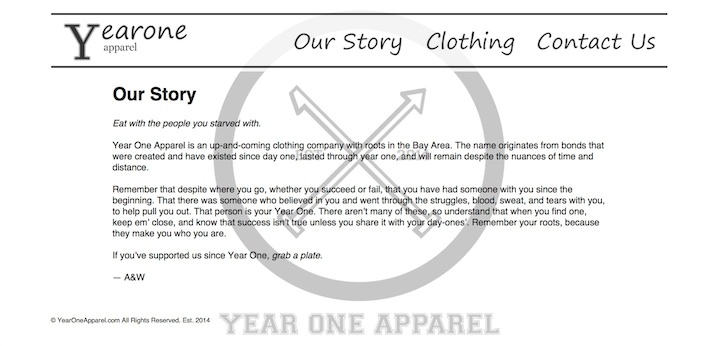 Yearone
apparel
Our Story Clothing Contact Us
Our Story
Eat with the people you starved with.
Year One Apparel is an up-and-coming clothing company with roots in the Bay Area. The name originates from bonds that
were created and have existed since day one, lasted through year one, and will remain despite the nuances of time and
distance.
Remember that despite where you go, whether you succeed or fail, that you have had someone with you since the
beginning. That there was someone who believed in you and went through the struggles, blood, sweat, and tears with you,
to help pull you out. That person is your Year One. There aren't many of these, so understand that when you find one,
keep em' close, and know that success isn't true unless you share it with your day-ones'. Remember your roots, because
they make you who you are.
If you've supported us since Year One, grab a plate.
— A&W
© YearOneApparel.com All Rights Reserved. Est. 2014
YEAR ONE APPAREL